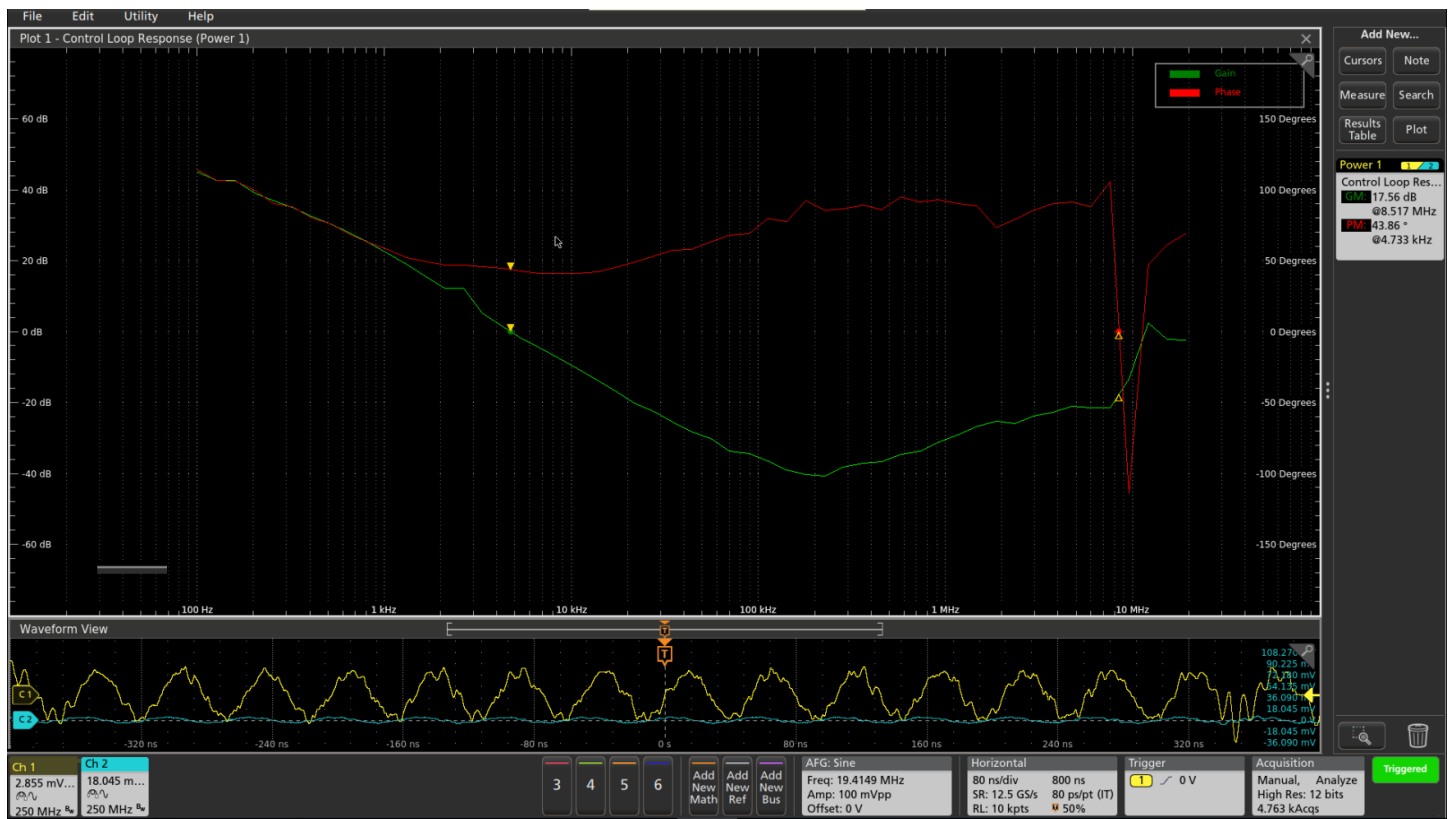 File Edit Utility Help
Plot 1 - Control Loop Response (Power 1)
Gain
Phase
60 dB
40 dB
20 dB
0 dB
-20 dB
-40 dB
-60 dB
150 Degrees
100 Degrees
50 Degrees
0 Degrees
-50 Degrees
-100 Degrees
-150 Degrees
100 Hz 1 kHz 10 kHz 100 kHz 1 MHz 10 MHz
Waveform View
T
T
C 1
C 2
108.270
90.225 m
18.045 mV
0 V
-18.045 mV
-36.090 mV
-320 ns -240 ns -160 ns -80 ns 0 s 80 ns 160 ns 240 ns 320 ns
Add New...
Cursors Note
Measure Search
Results
Table
Plot
Power 1 1 2
Control Loop Res...
GM: 17.56 dB
@8.517 MHz
PM: 43.86 °
@4.733 kHz
Ch 1
2.855 mV...
250 MHz Bw
Ch 2
18.045 m...
250 MHz Bw
3 4 5 6
Add
New
Math
Add
New
Ref
Add
New
Bus
AFG: Sine
Freq: 19.4149 MHz
Amp: 100 mVpp
Offset: 0 V
Horizontal
80 ns/div 800 ns
SR: 12.5 GS/s 80 ps/pt (IT)
RL: 10 kpts 50%
Trigger
1 0 V
Acquisition
Manual, Analyze
High Res: 12 bits
4.763 kAcqs
Triggered